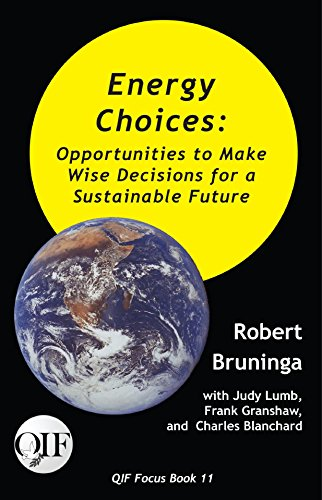 Energy
Choices:
Opportunities to Make
Wise Decisions for a
Sustainable Future
Robert
Bruninga
with Judy Lumb,
Frank Granshaw,
and Charles Blanchard
QIF
QIF Focus Book 11